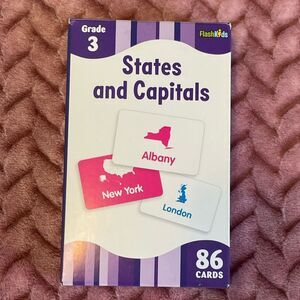 Grade
3
FlashKids
States
and Capitals
Albany
New York
London
86
CARDS